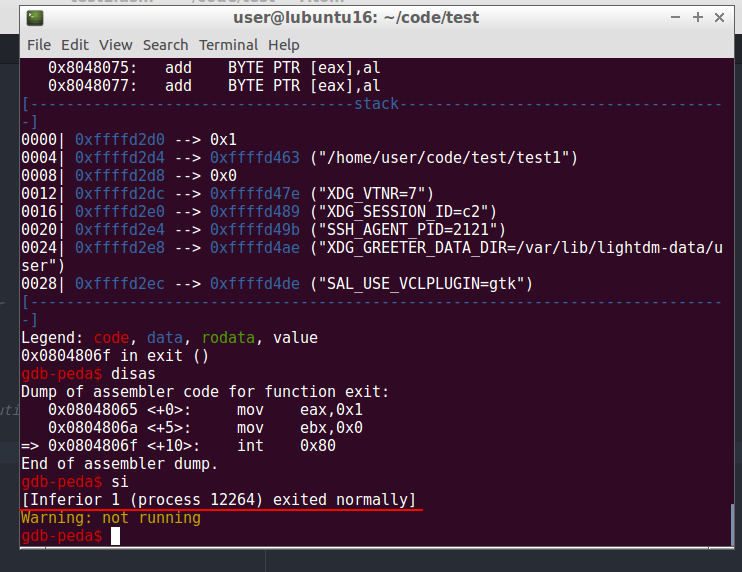 user@lubuntu16: ~/code/test
File Edit View Search Terminal Help
0x8048075: add BYTE PTR [eax],al
0x8048077: add BYTE PTR [eax],al
[------------------------------------stack------------------------------------
-]
0000| 0xffffd2d0 --> 0x1
0004| 0xffffd2d4 --> 0xffffd463 ("/home/user/code/test/test1")
0008| 0xffffd2d8 --> 0x0
0012| 0xffffd2dc --> 0xffffd47e ("XDG_VTNR=7")
0016| 0xffffd2e0 --> 0xffffd489 ("XDG_SESSION_ID=c2")
0020| 0xffffd2e4 --> 0xffffd49b ("SSH_AGENT_PID=2121")
0024| 0xffffd2e8 --> 0xffffd4ae ("XDG_GREETER_DATA_DIR=/var/lib/lightdm-data/u
ser")
0028| 0xffffd2ec --> 0xffffd4de ("SAL_USE_VCLPLUGIN=gtk")
[-----------------------------------------------------------------------------
-]
Legend: code, data, rodata, value
0x0804806f in exit ()
gdb-peda$ disas
Dump of assembler code for function exit:
0x08048065 <+0>: mov eax,0x1
0x0804806a <+5>: mov ebx,0x0
=> 0x0804806f <+10>: int 0x80
End of assembler dump.
gdb-peda$ si
[Inferior 1 (process 12264) exited normally]
Warning: not running
gdb-peda$